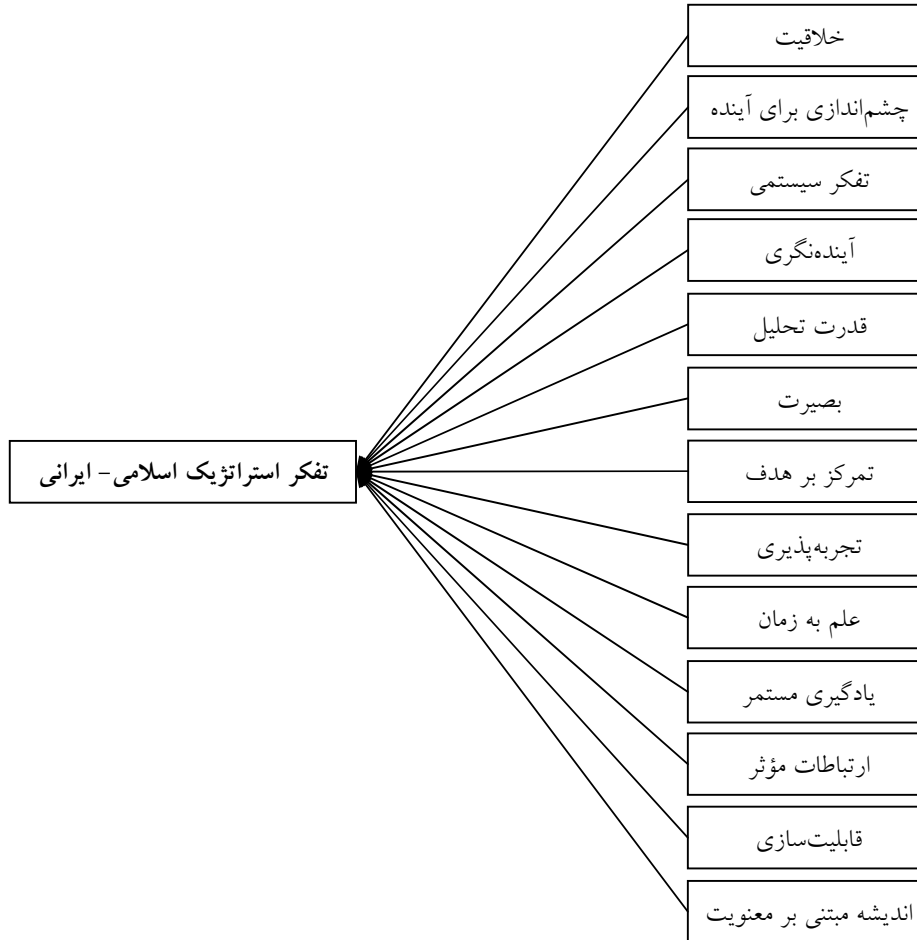 خلاقیت
چشم‌اندازی برای آینده
تفکر سیستمی
آینده‌نگری
قدرت تحلیل
بصیرت
تمرکز بر هدف
تفکر استراتژیک اسلامی- ایرانی
تجربه‌پذیری
علم به زمان
یادگیری مستمر
ارتباطات مؤثر
قابلیت‌سازی
اندیشه مبتنی بر معنویت